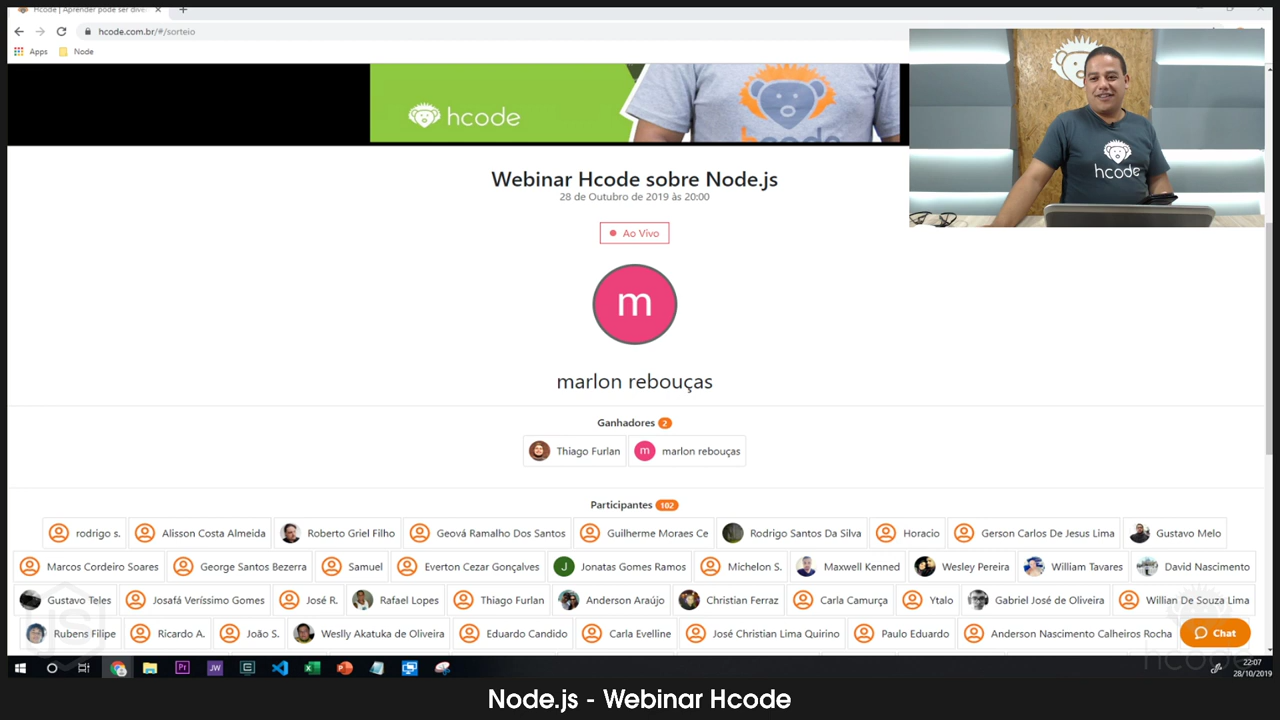 Hcode | Aprender pode ser dive
hcode.com.br/#/sorteio
Apps Node
hcode
hcode
hcode
Webinar Hcode sobre Node.js
28 de Outubro de 2019 às 20:00
Ao Vivo
m
marlon rebouças
Ganhadores 2
Thiago Furlan m marlon rebouças
Participantes 102
rodrigo s. Alisson Costa Almeida Roberto Griel Filho Geová Ramalho Dos Santos Guilherme Moraes Ce Rodrigo Santos Da Silva Horacio Gerson Carlos De Jesus Lima Gustavo Melo
Marcos Cordeiro Soares George Santos Bezerra Samuel Everton Cezar Gonçalves J Jonatas Gomes Ramos Michelon S. Maxwell Kenned Wesley Pereira William Tavares David Nascimento
Gustavo Teles Josafá Veríssimo Gomes José R. Rafael Lopes Thiago Furlan Anderson Araújo Christian Ferraz Carla Camurça Ytalo Gabriel José de Oliveira Willian De Souza Lima
Rubens Filipe Ricardo A. João S. Weslly Akatuka de Oliveira Eduardo Candido Carla Evelline José Christian Lima Quirino Paulo Eduardo Anderson Nascimento Calheiros Rocha
Chat
JS
hcode
Pr JW
22:07
28/10/2019
Node.js - Webinar Hcode